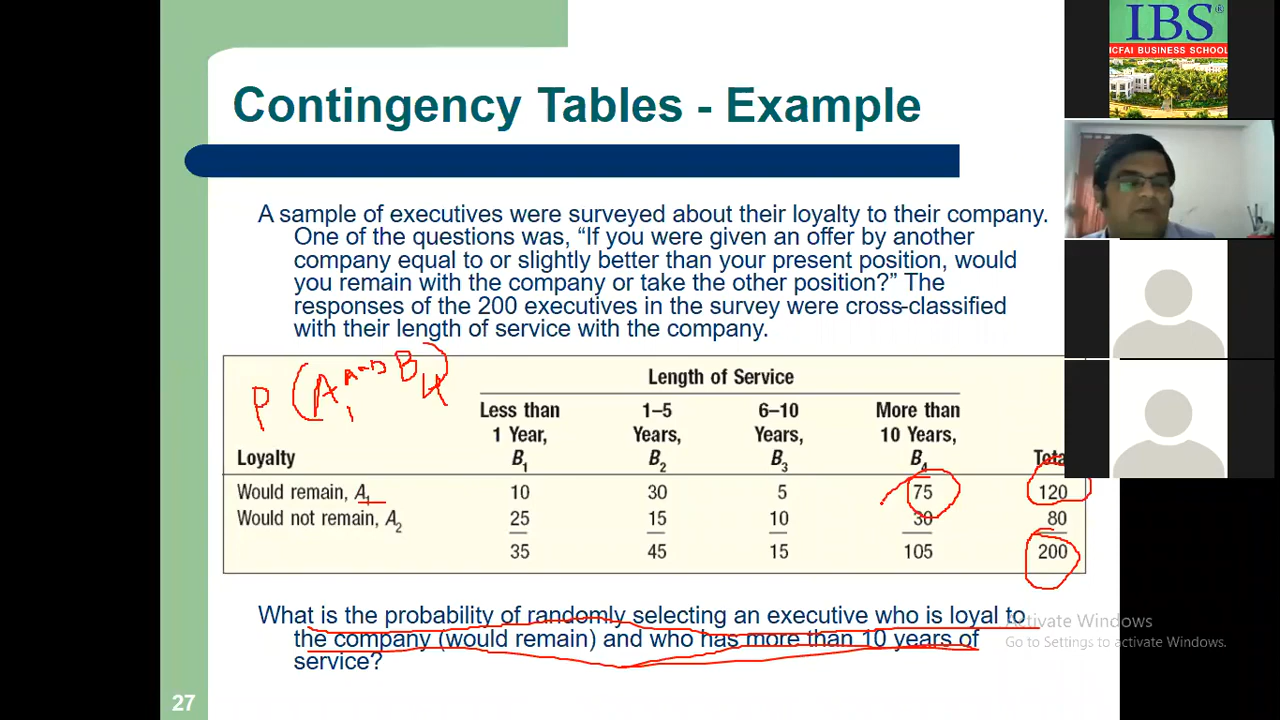 IBS®
ICFAI BUSINESS SCHOOL
Contingency Tables - Example
A sample of executives were surveyed about their loyalty to their company.
One of the questions was, “If you were given an offer by another
company equal to or slightly better than your present position, would
you remain with the company or take the other position?” The
responses of the 200 executives in the survey were cross-classified
with their length of service with the company.
P (A1 AND B4)
Length of Service
Less than 1–5 6–10 More than
1 Year, Years, Years, 10 Years,
Loyalty B1 B2 B3 B4 Total
Would remain, A1 10 30 5 75 120
Would not remain, A2 25 15 10 30 80
35 45 15 105 200
What is the probability of randomly selecting an executive who is loyal to
the company (would remain) and who has more than 10 years of
service?
Activate Windows
Go to Settings to activate Windows.
27